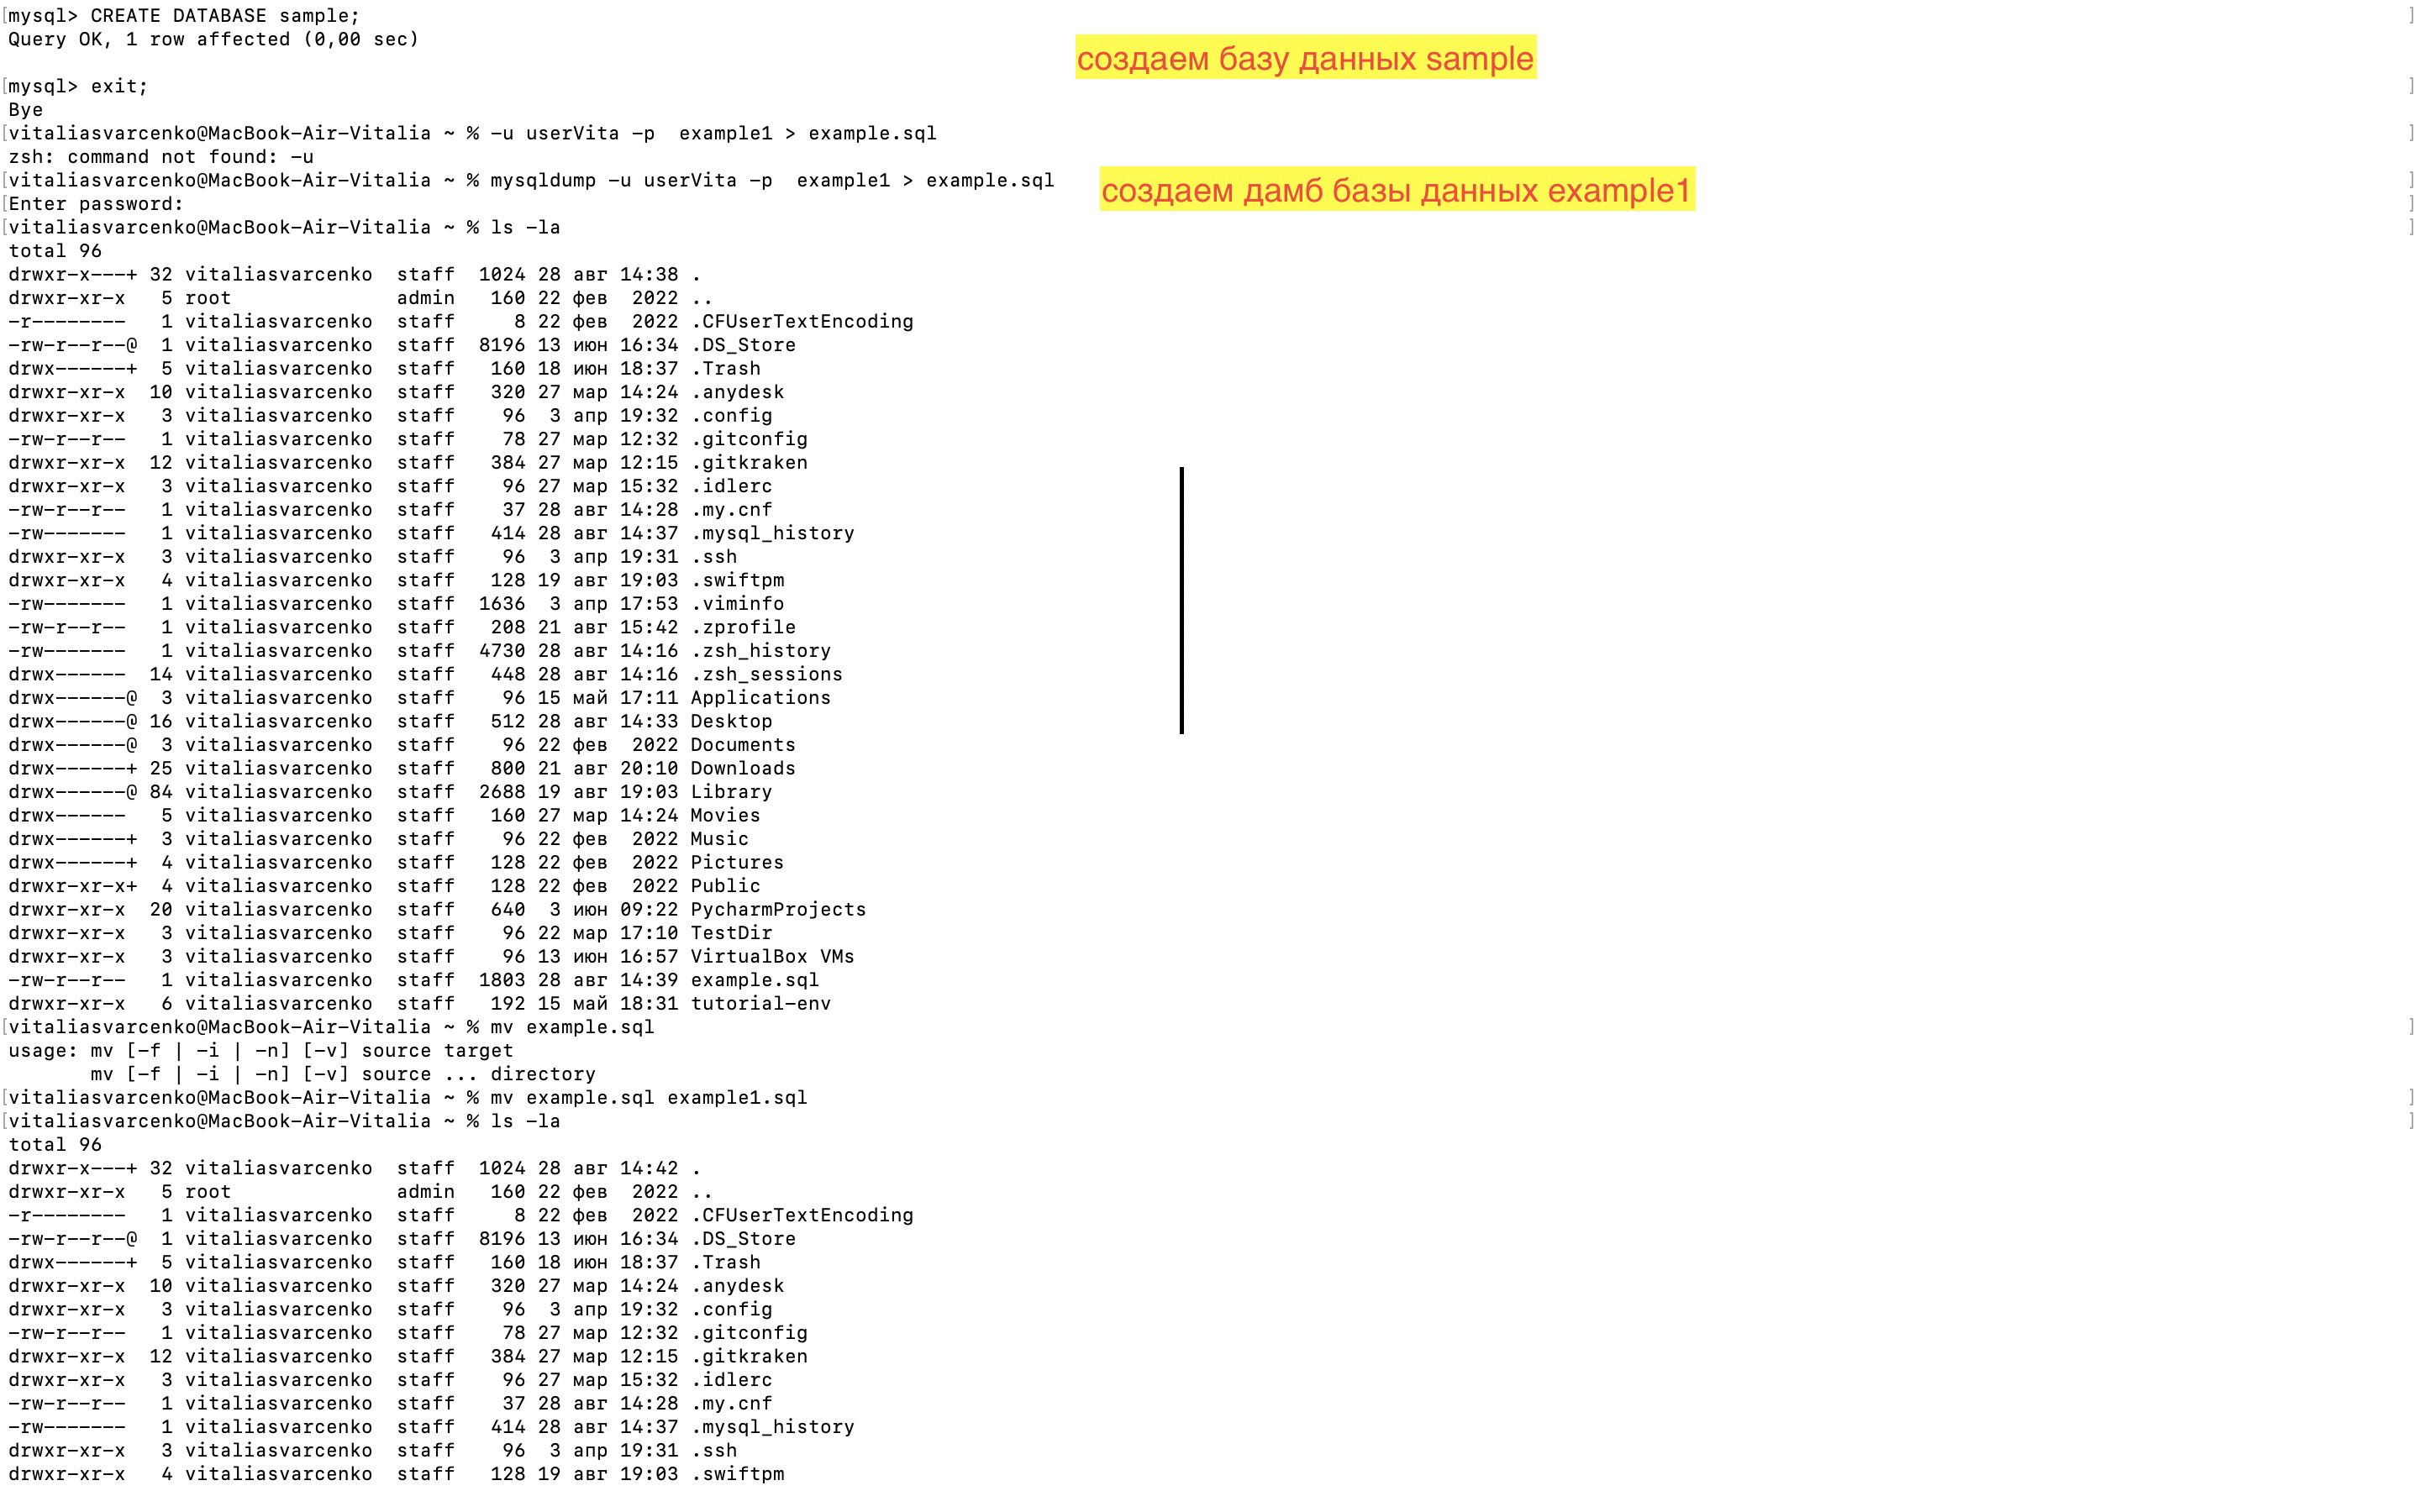 [mysql> CREATE DATABASE sample; ]
Query OK, 1 row affected (0,00 sec)
создаем базу данных sample
[mysql> exit; ]
Bye
[vitaliasvarcenko@MacBook-Air-Vitalia ~ % -u userVita -p  example1 > example.sql ]
zsh: command not found: -u
[vitaliasvarcenko@MacBook-Air-Vitalia ~ % mysqldump -u userVita -p  example1 > example.sql ]
создаем дамб базы данных example1
[Enter password: ]
[vitaliasvarcenko@MacBook-Air-Vitalia ~ % ls -la ]
total 96
drwxr-x---+ 32 vitaliasvarcenko  staff  1024 28 авг 14:38 .
drwxr-xr-x   5 root              admin   160 22 фев  2022 ..
-r--------   1 vitaliasvarcenko  staff     8 22 фев  2022 .CFUserTextEncoding
-rw-r--r--@  1 vitaliasvarcenko  staff  8196 13 июн 16:34 .DS_Store
drwx------+  5 vitaliasvarcenko  staff   160 18 июн 18:37 .Trash
drwxr-xr-x  10 vitaliasvarcenko  staff   320 27 мар 14:24 .anydesk
drwxr-xr-x   3 vitaliasvarcenko  staff    96  3 апр 19:32 .config
-rw-r--r--   1 vitaliasvarcenko  staff    78 27 мар 12:32 .gitconfig
drwxr-xr-x  12 vitaliasvarcenko  staff   384 27 мар 12:15 .gitkraken
drwxr-xr-x   3 vitaliasvarcenko  staff    96 27 мар 15:32 .idlerc
-rw-r--r--   1 vitaliasvarcenko  staff    37 28 авг 14:28 .my.cnf
-rw-------   1 vitaliasvarcenko  staff   414 28 авг 14:37 .mysql_history
drwxr-xr-x   3 vitaliasvarcenko  staff    96  3 апр 19:31 .ssh
drwxr-xr-x   4 vitaliasvarcenko  staff   128 19 авг 19:03 .swiftpm
-rw-------   1 vitaliasvarcenko  staff  1636  3 апр 17:53 .viminfo
-rw-r--r--   1 vitaliasvarcenko  staff   208 21 авг 15:42 .zprofile
-rw-------   1 vitaliasvarcenko  staff  4730 28 авг 14:16 .zsh_history
drwx------  14 vitaliasvarcenko  staff   448 28 авг 14:16 .zsh_sessions
drwx------@  3 vitaliasvarcenko  staff    96 15 май 17:11 Applications
drwx------@ 16 vitaliasvarcenko  staff   512 28 авг 14:33 Desktop
drwx------@  3 vitaliasvarcenko  staff    96 22 фев  2022 Documents
drwx------+ 25 vitaliasvarcenko  staff   800 21 авг 20:10 Downloads
drwx------@ 84 vitaliasvarcenko  staff  2688 19 авг 19:03 Library
drwx------   5 vitaliasvarcenko  staff   160 27 мар 14:24 Movies
drwx------+  3 vitaliasvarcenko  staff    96 22 фев  2022 Music
drwx------+  4 vitaliasvarcenko  staff   128 22 фев  2022 Pictures
drwxr-xr-x+  4 vitaliasvarcenko  staff   128 22 фев  2022 Public
drwxr-xr-x  20 vitaliasvarcenko  staff   640  3 июн 09:22 PycharmProjects
drwxr-xr-x   3 vitaliasvarcenko  staff    96 22 мар 17:10 TestDir
drwxr-xr-x   3 vitaliasvarcenko  staff    96 13 июн 16:57 VirtualBox VMs
-rw-r--r--   1 vitaliasvarcenko  staff  1803 28 авг 14:39 example.sql
drwxr-xr-x   6 vitaliasvarcenko  staff   192 15 май 18:31 tutorial-env
[vitaliasvarcenko@MacBook-Air-Vitalia ~ % mv example.sql ]
usage: mv [-f | -i | -n] [-v] source target
       mv [-f | -i | -n] [-v] source ... directory
[vitaliasvarcenko@MacBook-Air-Vitalia ~ % mv example.sql example1.sql ]
[vitaliasvarcenko@MacBook-Air-Vitalia ~ % ls -la ]
total 96
drwxr-x---+ 32 vitaliasvarcenko  staff  1024 28 авг 14:42 .
drwxr-xr-x   5 root              admin   160 22 фев  2022 ..
-r--------   1 vitaliasvarcenko  staff     8 22 фев  2022 .CFUserTextEncoding
-rw-r--r--@  1 vitaliasvarcenko  staff  8196 13 июн 16:34 .DS_Store
drwx------+  5 vitaliasvarcenko  staff   160 18 июн 18:37 .Trash
drwxr-xr-x  10 vitaliasvarcenko  staff   320 27 мар 14:24 .anydesk
drwxr-xr-x   3 vitaliasvarcenko  staff    96  3 апр 19:32 .config
-rw-r--r--   1 vitaliasvarcenko  staff    78 27 мар 12:32 .gitconfig
drwxr-xr-x  12 vitaliasvarcenko  staff   384 27 мар 12:15 .gitkraken
drwxr-xr-x   3 vitaliasvarcenko  staff    96 27 мар 15:32 .idlerc
-rw-r--r--   1 vitaliasvarcenko  staff    37 28 авг 14:28 .my.cnf
-rw-------   1 vitaliasvarcenko  staff   414 28 авг 14:37 .mysql_history
drwxr-xr-x   3 vitaliasvarcenko  staff    96  3 апр 19:31 .ssh
drwxr-xr-x   4 vitaliasvarcenko  staff   128 19 авг 19:03 .swiftpm